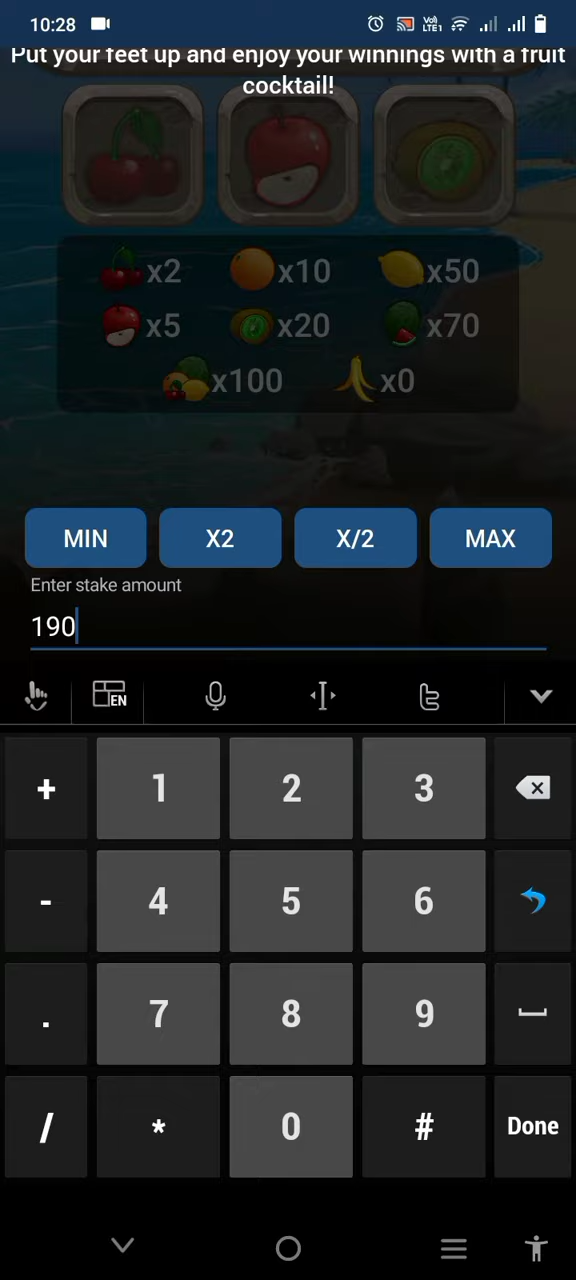 10:28 Vo) LTE1
Put your feet up and enjoy your winnings with a fruit
cocktail!
x2 x10 x50
x5 x20 x70
x100 x0
MIN X2 X/2 MAX
Enter stake amount
190
EN
+ 1 2 3
- 4 5 6
. 7 8 9
/ * 0 # Done